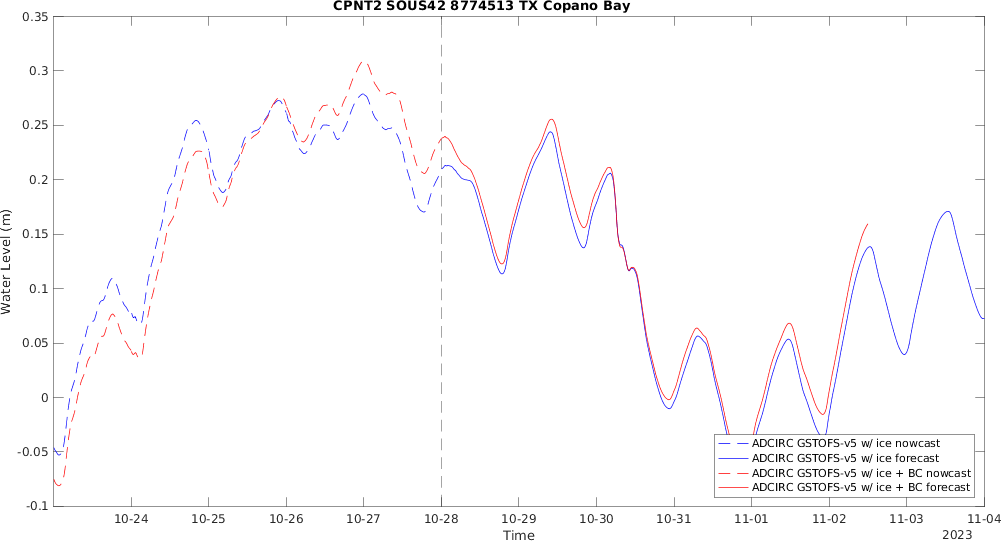 CPNT2 SOUS42 8774513 TX Copano Bay
Water Level (m)
0.35
0.3
0.25
0.2
0.15
0.1
0.05
0
-0.05
-0.1
ADCIRC GSTOFS-v5 w/ ice nowcast
ADCIRC GSTOFS-v5 w/ ice forecast
ADCIRC GSTOFS-v5 w/ ice + BC nowcast
ADCIRC GSTOFS-v5 w/ ice + BC forecast
10-24 10-25 10-26 10-27 10-28 10-29 10-30 10-31 11-01 11-02 11-03 11-04
Time
2023